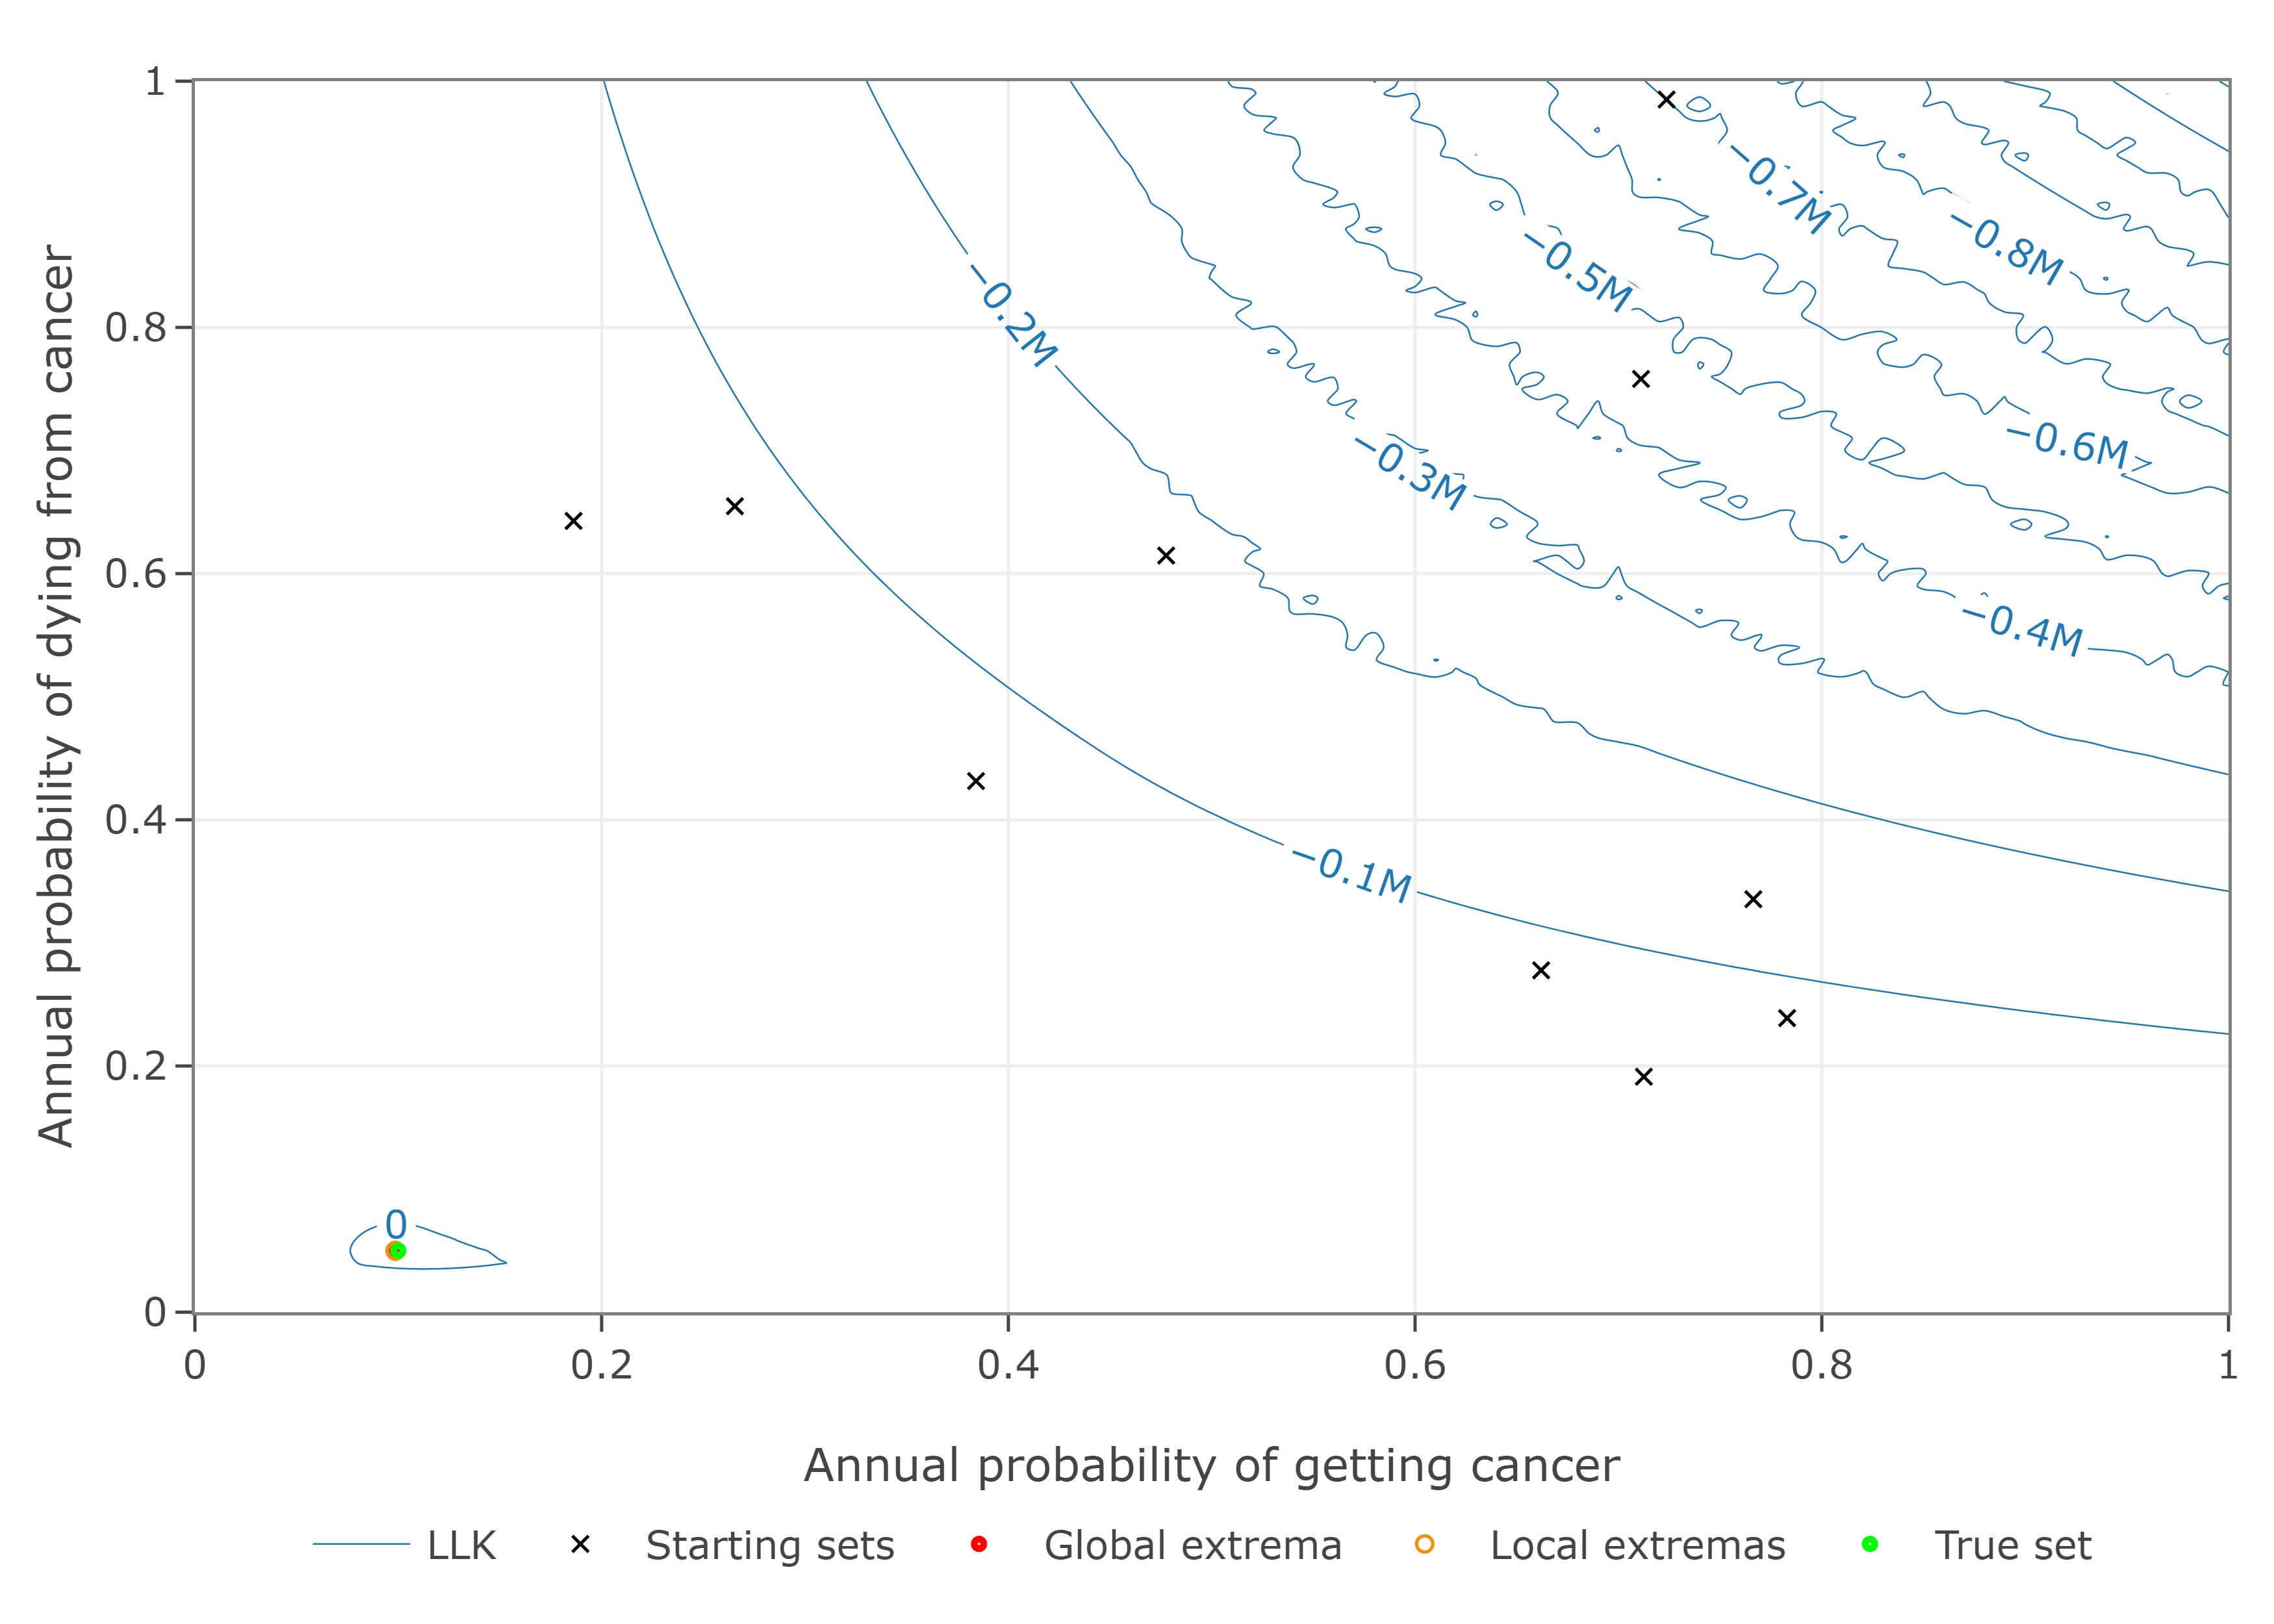 Annual probability of dying from cancer
1
0.8
0.6
0.4
0.2
0
−0.7M
−0.8M
−0.5M
−0.2M
−0.6M
−0.3M
−0.4M
−0.1M
0
0
0.2
0.4
0.6
0.8
1
Annual probability of getting cancer
LLK
Starting sets
Global extrema
Local extremas
True set